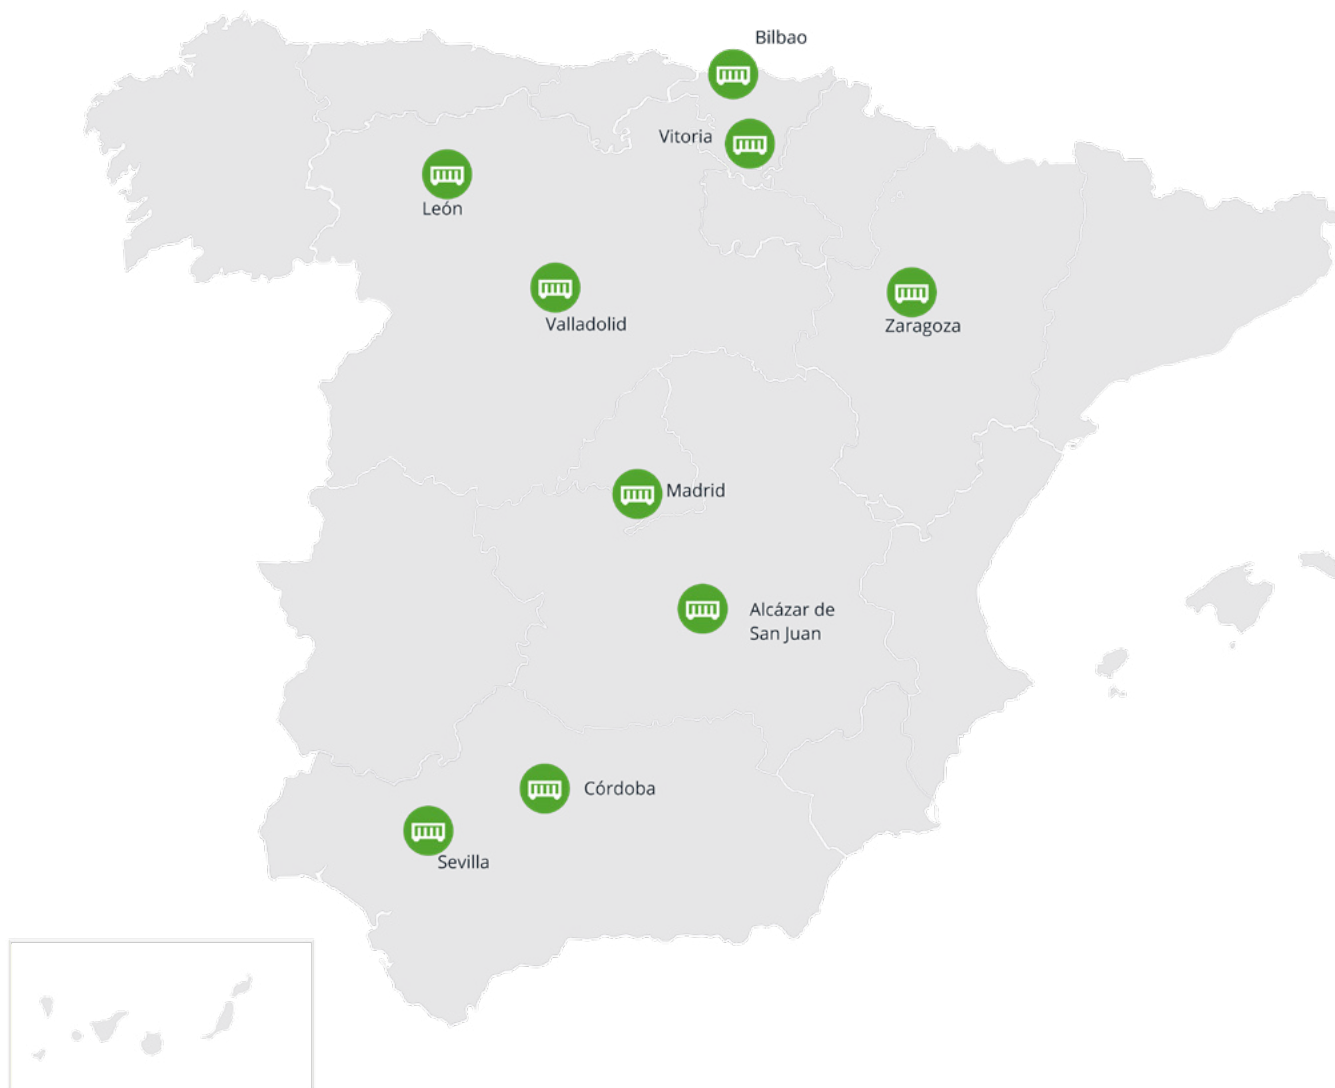 Bilbao
Vitoria
León
Valladolid
Zaragoza
Madrid
Alcázar de
San Juan
Córdoba
Sevilla